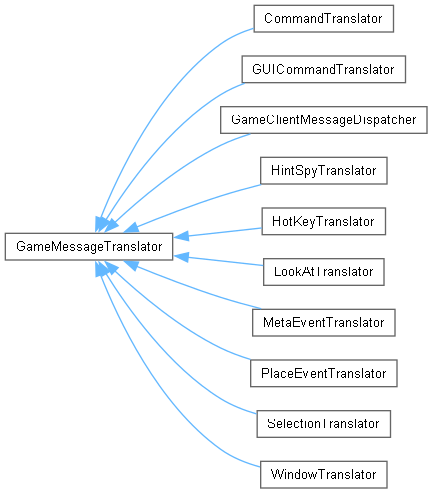 CommandTranslator
GUICommandTranslator
GameClientMessageDispatcher
HintSpyTranslator
HotKeyTranslator
GameMessageTranslator
LookAtTranslator
MetaEventTranslator
PlaceEventTranslator
SelectionTranslator
WindowTranslator